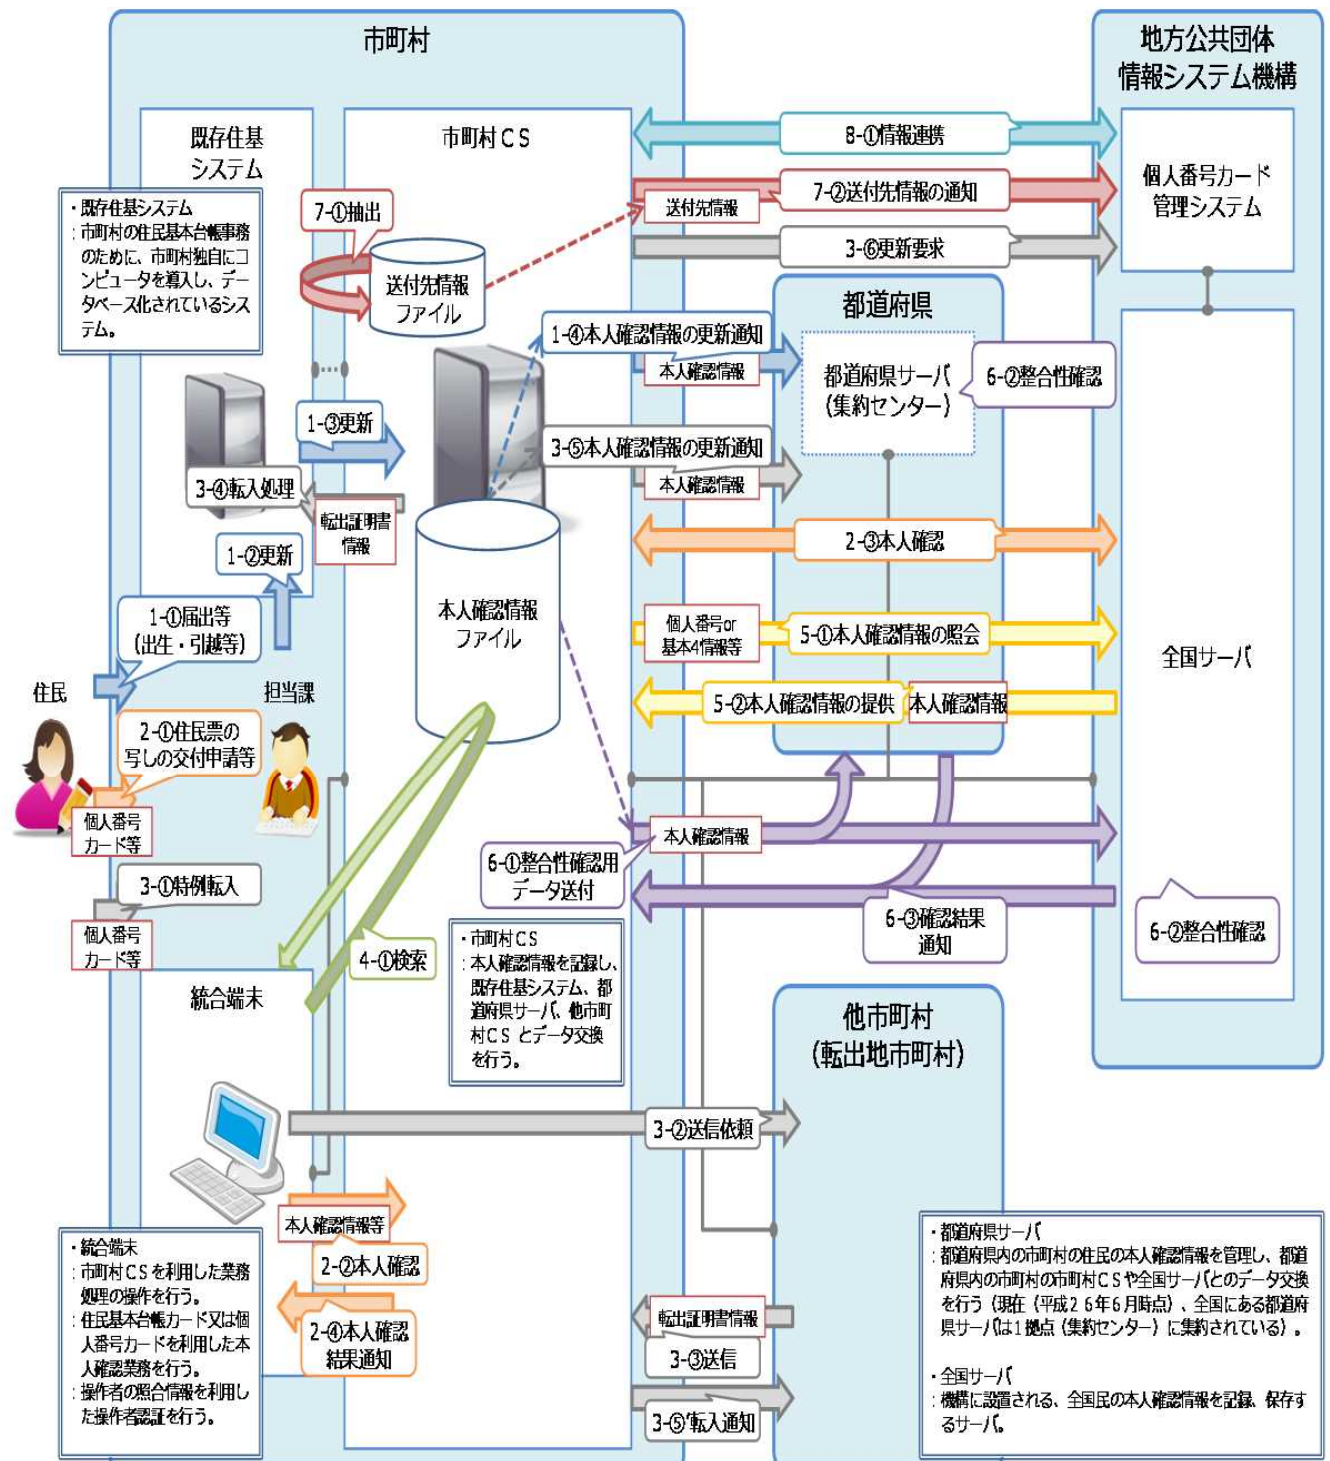 市町村
地方公共団体
情報システム機構
既存住基
システム
市町村ＣＳ
8-①情報連携
7-②送付先情報の通知
送付先情報
3-⑥更新要求
個人番号カード
管理システム
・既存住基システム
：市町村の住民基本台帳事務
のために、市町村独自にコ
ンピュータを導入し、デー
タベース化されているシス
テム。
7-①抽出
送付先情報
ファイル
都道府県
1-④本人確認情報の更新通知
本人確認情報
都道府県サーバ
（集約センター）
6-②整合性確認
1-③更新
3-⑤本人確認情報の更新通知
本人確認情報
3-④転入処理
転出証明書
情報
2-③本人確認
1-②更新
1-①届出等
（出生・引越等）
本人確認情報
ファイル
個人番号or
基本4情報等
5-①本人確認情報の照会
全国サーバ
住民
担当課
5-②本人確認情報の提供
本人確認情報
2-①住民票の
写しの交付申請等
個人番号
カード等
本人確認情報
6-①整合性確認用
データ送付
3-①特例転入
個人番号
カード等
6-③確認結果
通知
6-②整合性確認
4-①検索
・市町村ＣＳ
：本人確認情報を記録し、
既存住基システム、都
道府県サーバ、他市町
村ＣＳ とデータ交換
を行う。
統合端末
他市町村
（転出地市町村）
3-②送信依頼
本人確認情報等
2-②本人確認
2-④本人確認
結果通知
転出証明書情報
3-③送信
3-⑤’転入通知
・統合端末
：市町村ＣＳを利用した業務
処理の操作を行う。
：住民基本台帳カード又は個
人番号カードを利用した本
人確認業務を行う。
：操作者の照合情報を利用し
た操作者認証を行う。
・都道府県サーバ
：都道府県内の市町村の住民の本人確認情報を管理し、都道
府県内の市町村の市町村ＣＳや全国サーバとのデータ交換
を行う（現在（平成２６年６月時点）、全国にある都道府
県サーバは１拠点（集約センター）に集約されている）。
・全国サーバ
：機構に設置される、全国民の本人確認情報を記録、保存す
るサーバ。